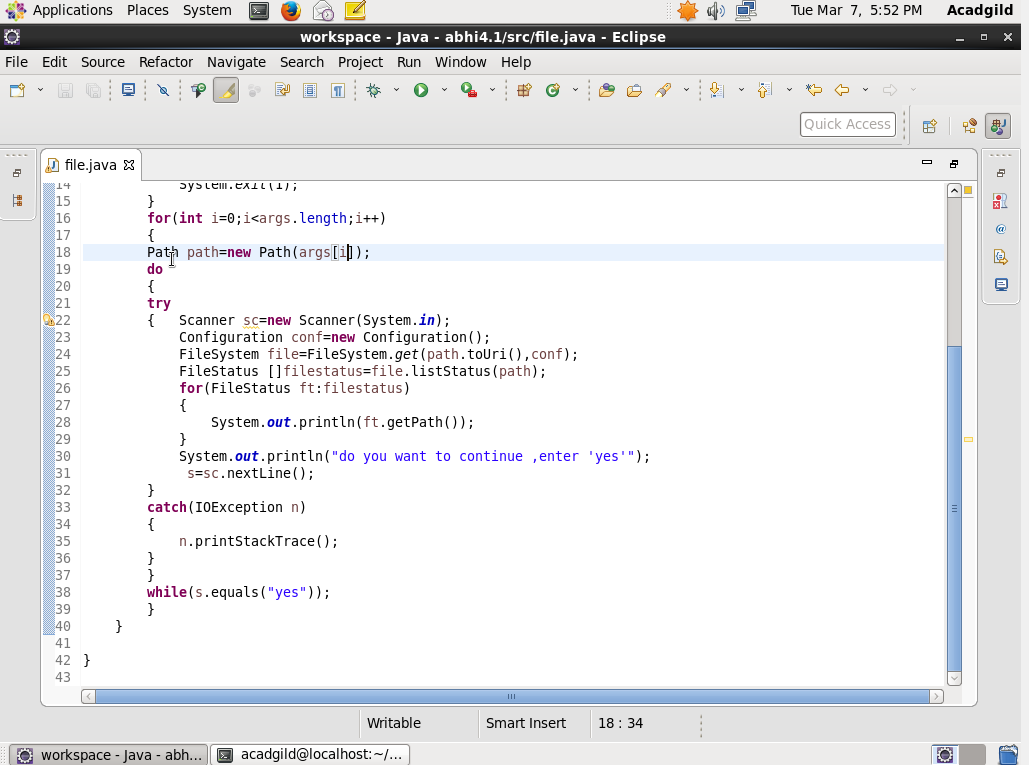 Applications Places System Tue Mar 7, 5:52 PM Acadgild
workspace - Java - abhi4.1/src/file.java - Eclipse
File Edit Source Refactor Navigate Search Project Run Window Help
Quick Access
file.java
14 System.exit(1);
15 }
16 for(int i=0;i<args.length;i++)
17 {
18 Path path=new Path(args[i]);
19 do
20 {
21 try
22 { Scanner sc=new Scanner(System.in);
23 Configuration conf=new Configuration();
24 FileSystem file=FileSystem.get(path.toUri(),conf);
25 FileStatus []filestatus=file.listStatus(path);
26 for(FileStatus ft:filestatus)
27 {
28 System.out.println(ft.getPath());
29 }
30 System.out.println("do you want to continue ,enter 'yes'");
31 s=sc.nextLine();
32 }
33 catch(IOException n)
34 {
35 n.printStackTrace();
36 }
37 }
38 while(s.equals("yes"));
39 }
40 }
41
42 }
43
Writable Smart Insert 18 : 34
workspace - Java - abh... acadgild@localhost:~/...